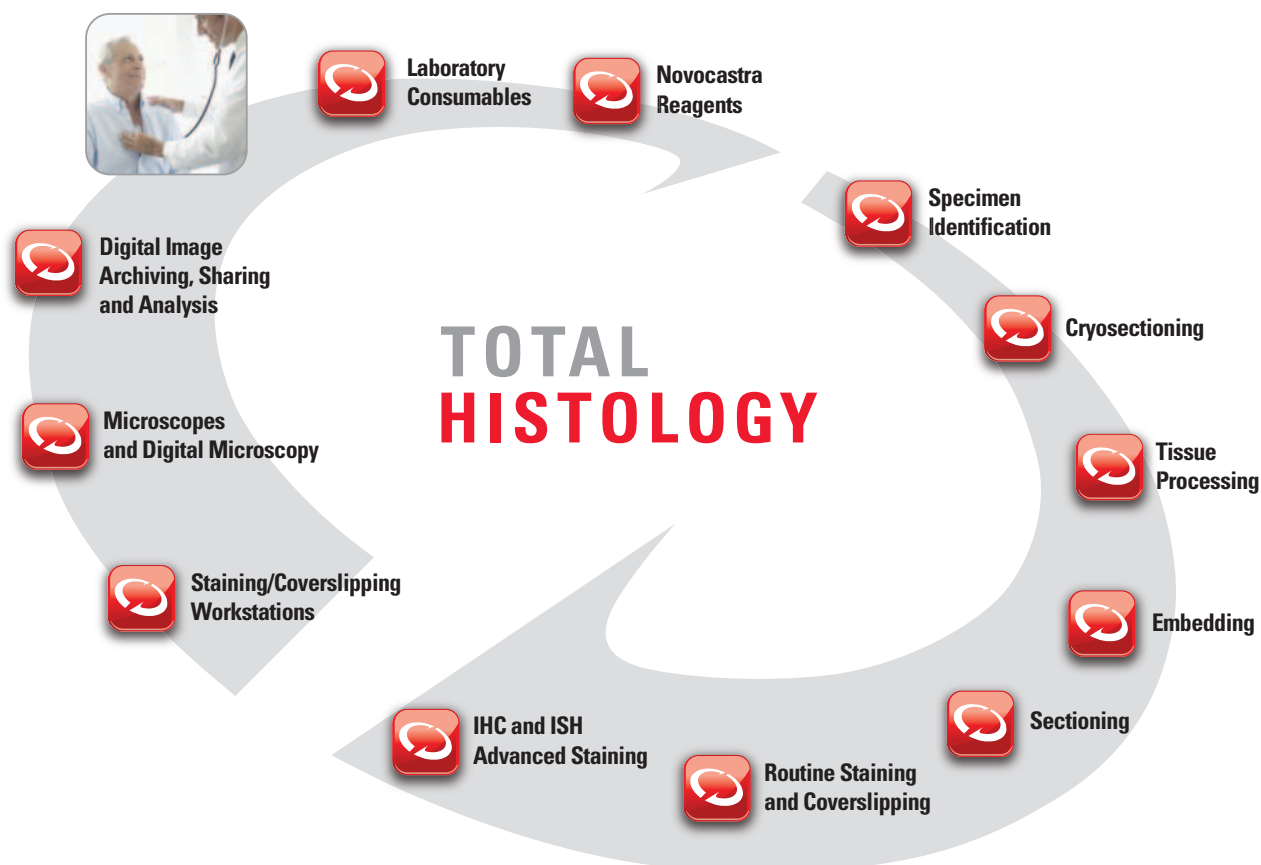 Laboratory
Consumables
Novocastra
Reagents
Specimen
Identification
Cryosectioning
Tissue
Processing
Embedding
Sectioning
Routine Staining
and Coverslipping
IHC and ISH
Advanced Staining
Staining/Coverslipping
Workstations
Microscopes
and Digital Microscopy
Digital Image
Archiving, Sharing
and Analysis
TOTAL
HISTOLOGY